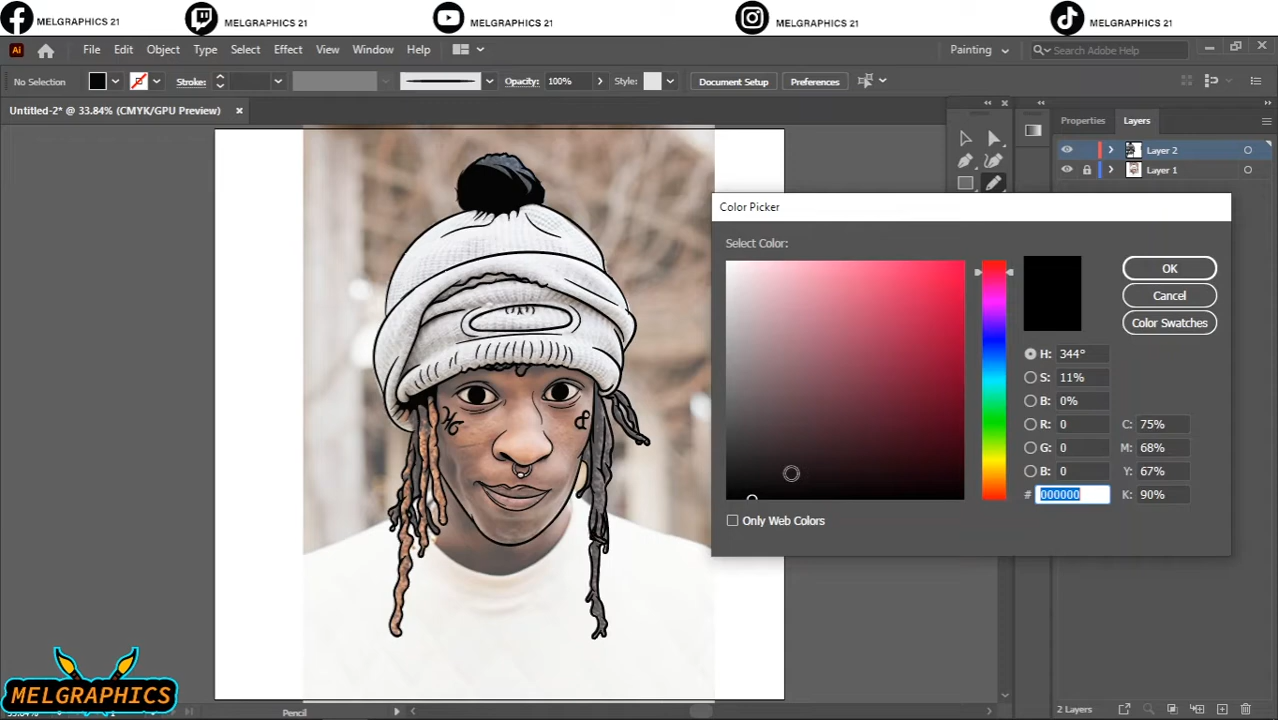 MELGRAPHICS 21 MELGRAPHICS 21 MELGRAPHICS 21 MELGRAPHICS 21 MELGRAPHICS 21
Ai File Edit Object Type Select Effect View Window Help Painting Search Adobe Help
No Selection Stroke: Opacity: 100% Style: Document Setup Preferences
Untitled-2* @ 33.84% (CMYK/GPU Preview)
Properties Layers
Layer 2
Layer 1
Color Picker
Select Color:
OK
Cancel
Color Swatches
H: 344°
S: 11%
B: 0%
R: 0 C: 75%
G: 0 M: 68%
B: 0 Y: 67%
# 000000 K: 90%
Only Web Colors
MELGRAPHICS
Pencil
2 Layers